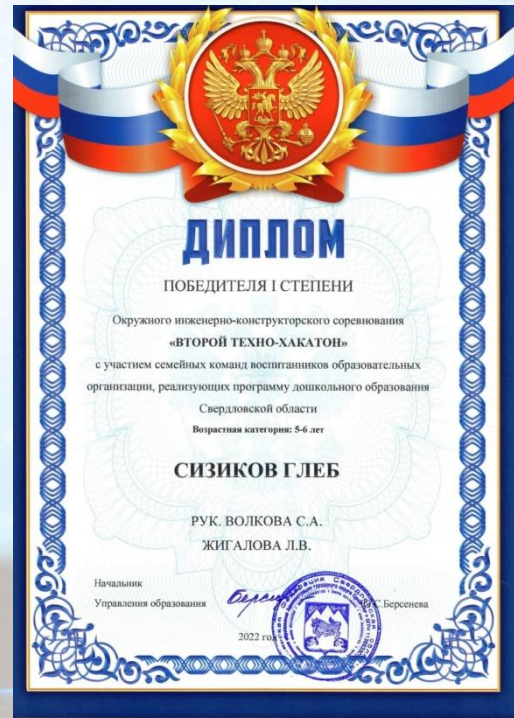 ДИПЛОМ
ПОБЕДИТЕЛЯ I СТЕПЕНИ
Окружного инженерно-конструкторского соревнования
«ВТОРОЙ ТЕХНО-ХАКАТОН»
с участием семейных команд воспитанников образовательных
организации, реализующих программу дошкольного образования
Свердловской области
Возрастная категория: 5-6 лет
СИЗИКОВ ГЛЕБ
РУК. ВОЛКОВА С.А.
ЖИГАЛОВА Л.В.
Начальник
Управления образования С.Берсенева
2022 год